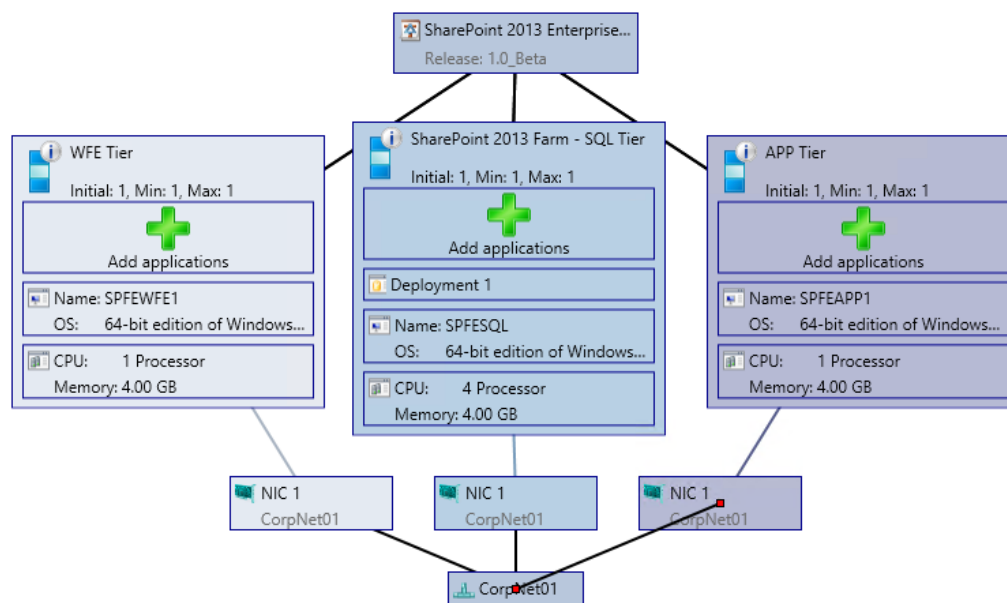 SharePoint 2013 Enterprise...
Release: 1.0_Beta
WFE Tier
Initial: 1, Min: 1, Max: 1
Add applications
Name: SPFEWFE1
OS: 64-bit edition of Windows...
CPU: 1 Processor
Memory: 4.00 GB
SharePoint 2013 Farm - SQL Tier
Initial: 1, Min: 1, Max: 1
Add applications
Deployment 1
Name: SPFESQL
OS: 64-bit edition of Windows...
CPU: 4 Processor
Memory: 4.00 GB
APP Tier
Initial: 1, Min: 1, Max: 1
Add applications
Name: SPFEAPP1
OS: 64-bit edition of Windows...
CPU: 1 Processor
Memory: 4.00 GB
NIC 1
CorpNet01
NIC 1
CorpNet01
NIC 1
CorpNet01
CorpNet01